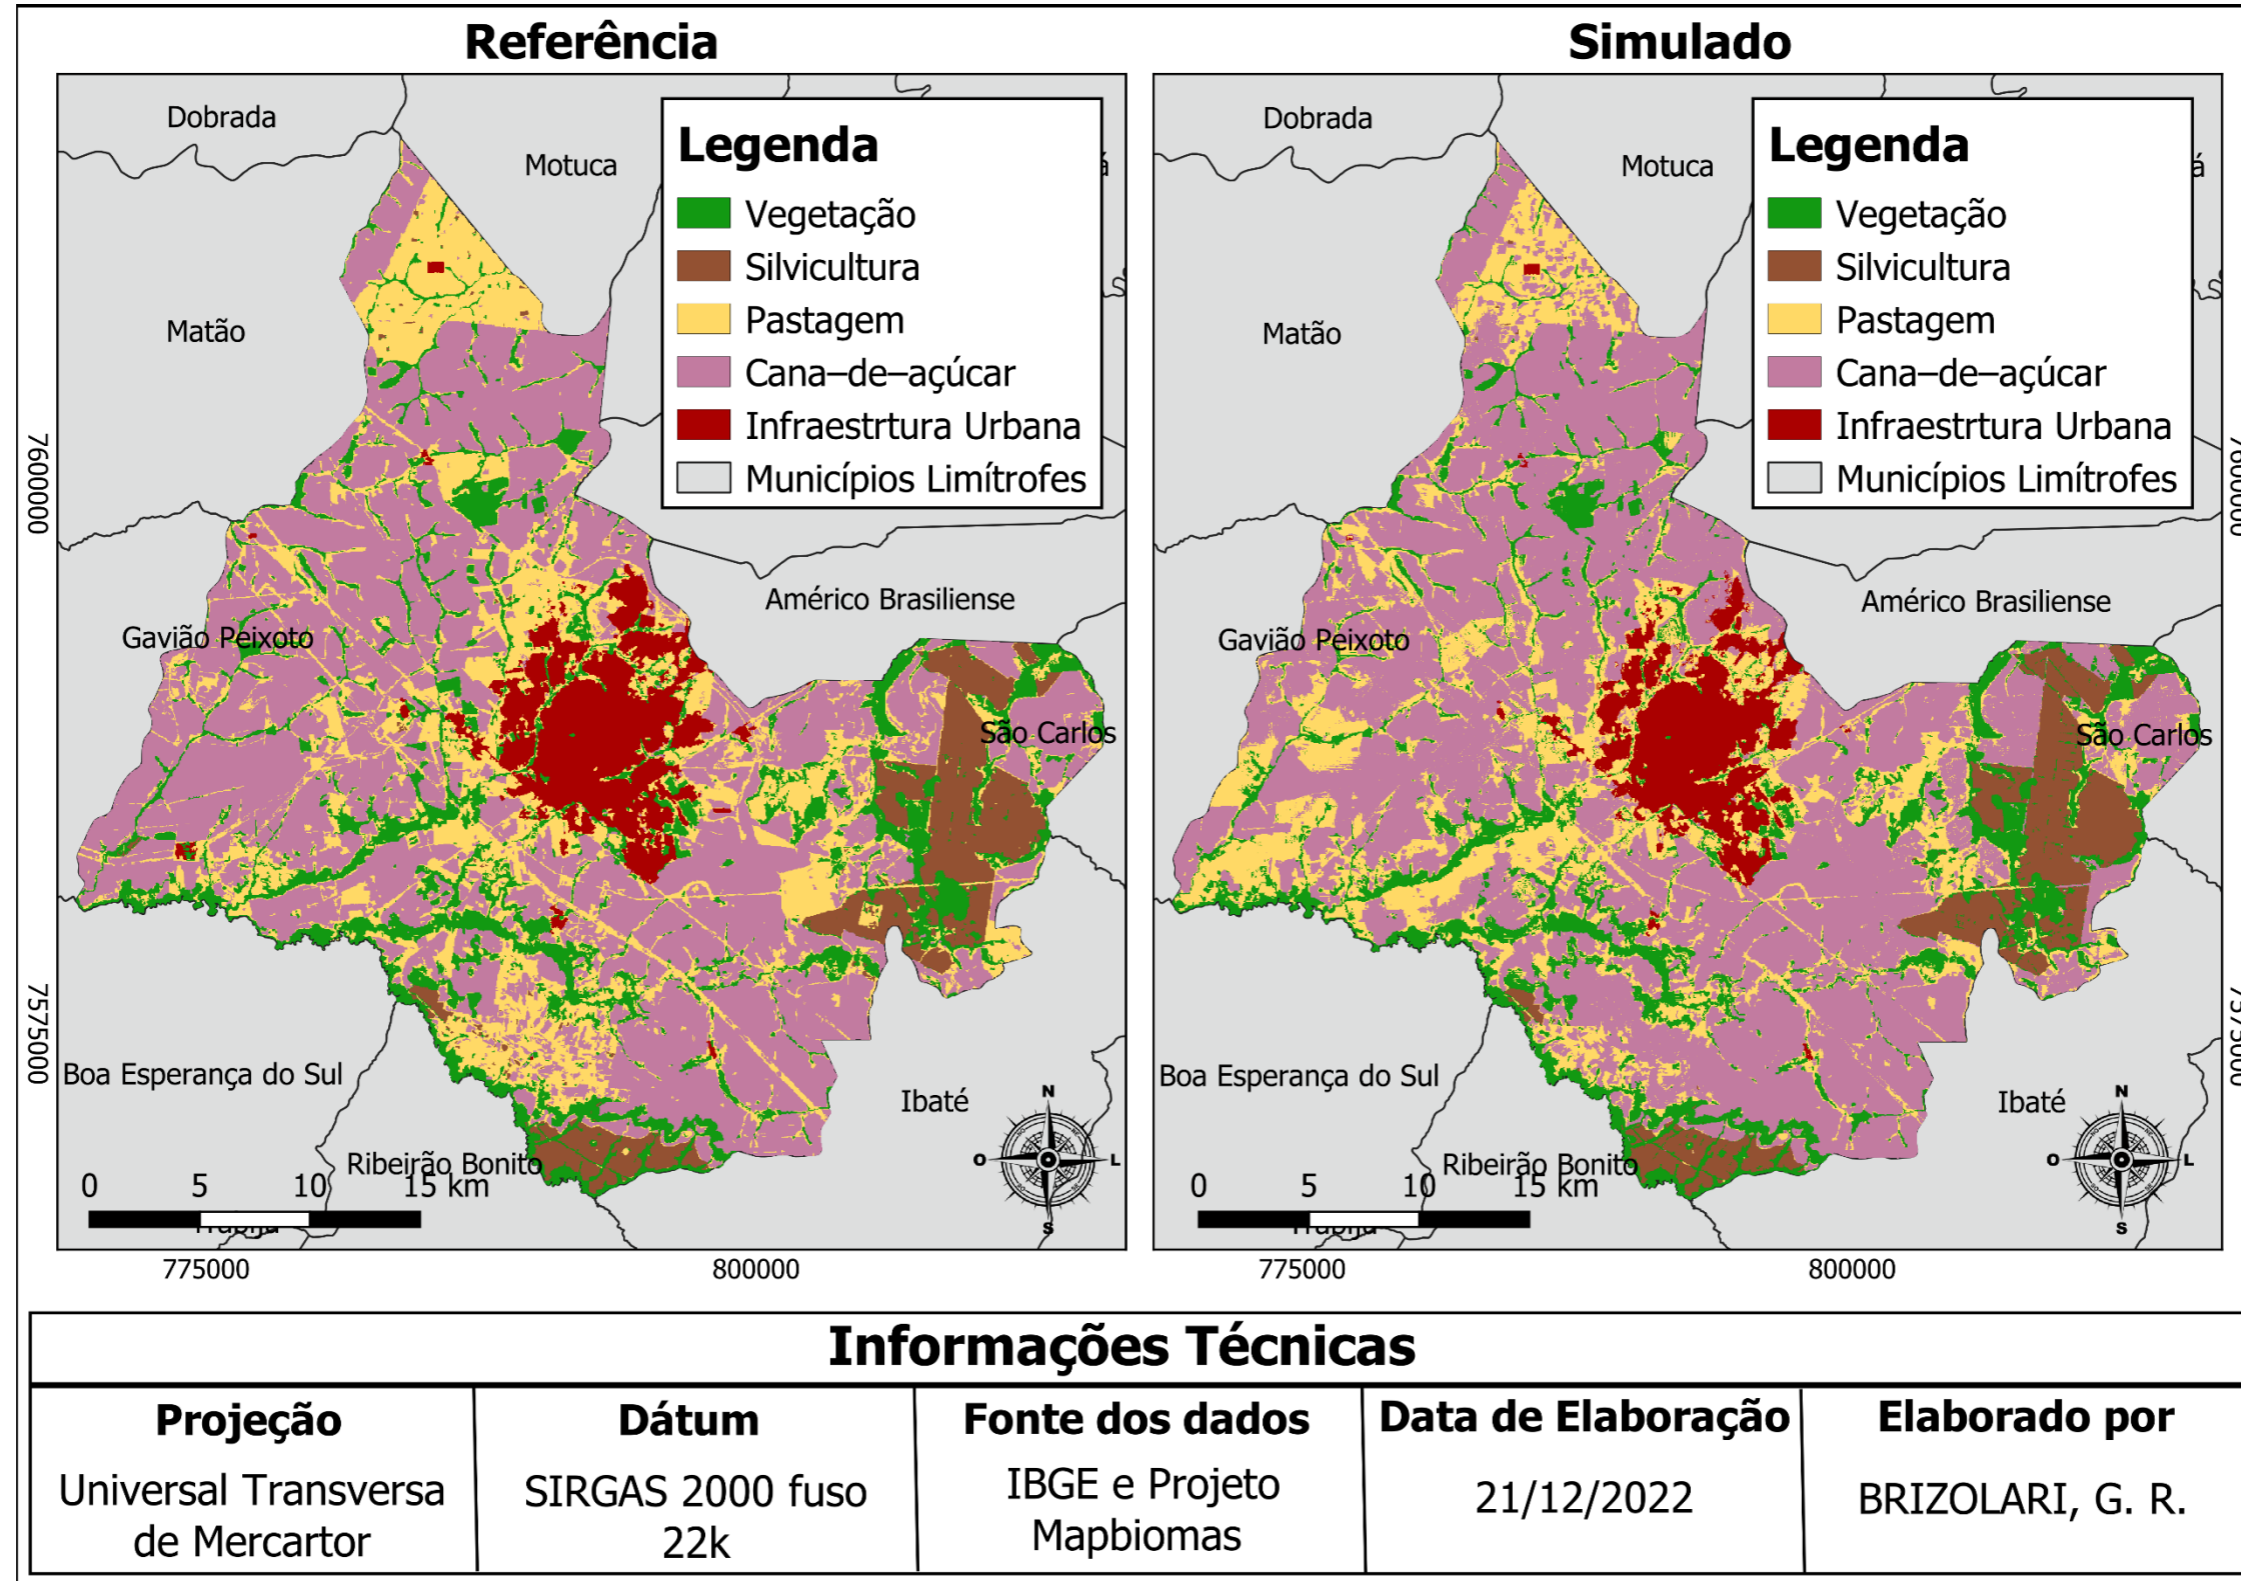 Referência
Simulado
Dobrada
Motuca
Matão
Gavião Peixoto
Américo Brasiliense
São Carlos
Boa Esperança do Sul
Ribeirão Bonito
Ibaté
á
Legenda
Vegetação
Silvicultura
Pastagem
Cana–de–açúcar
Infraestrtura Urbana
Municípios Limítrofes
7600000
7575000
775000
800000
0 5 10 15 km
N
O
L
S
Dobrada
Motuca
Matão
Gavião Peixoto
Américo Brasiliense
São Carlos
Boa Esperança do Sul
Ribeirão Bonito
Ibaté
á
Legenda
Vegetação
Silvicultura
Pastagem
Cana–de–açúcar
Infraestrtura Urbana
Municípios Limítrofes
775000
800000
0 5 10 15 km
N
O
L
S
Informações Técnicas
Projeção
Universal Transversa
de Mercartor
Dátum
SIRGAS 2000 fuso
22k
Fonte dos dados
IBGE e Projeto
Mapbiomas
Data de Elaboração
21/12/2022
Elaborado por
BRIZOLARI, G. R.